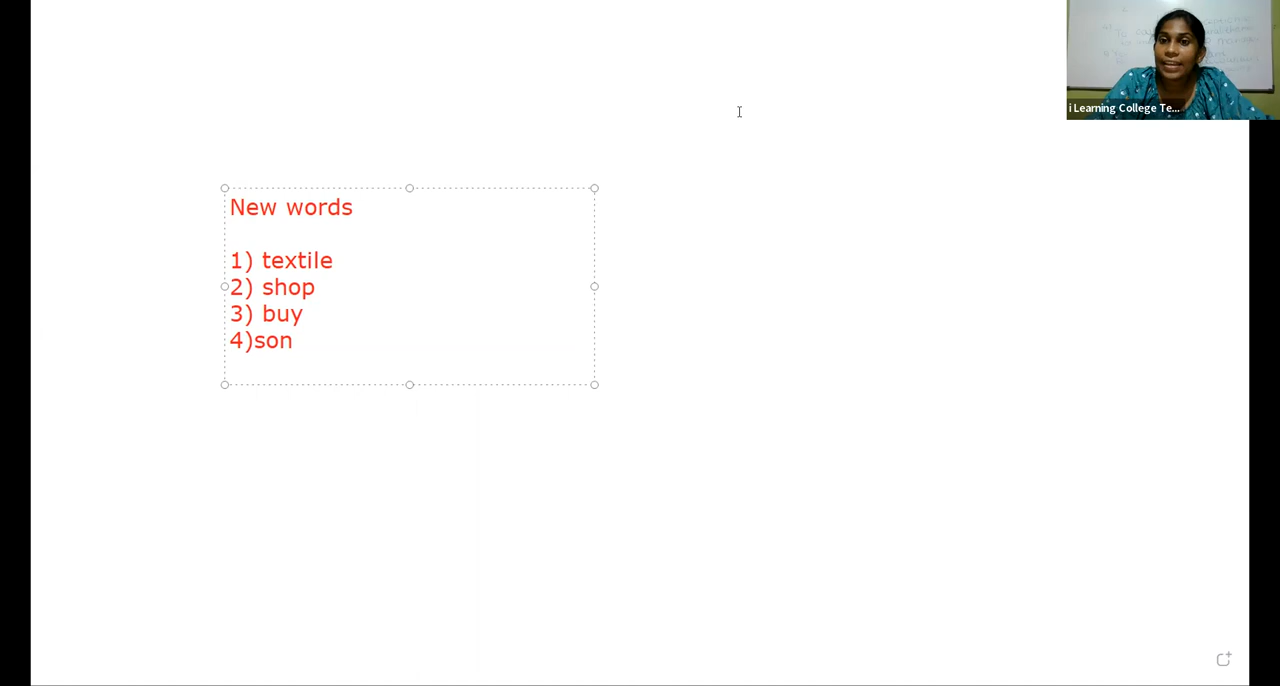 i Learning College Te...
New words
1) textile
2) shop
3) buy
4)son